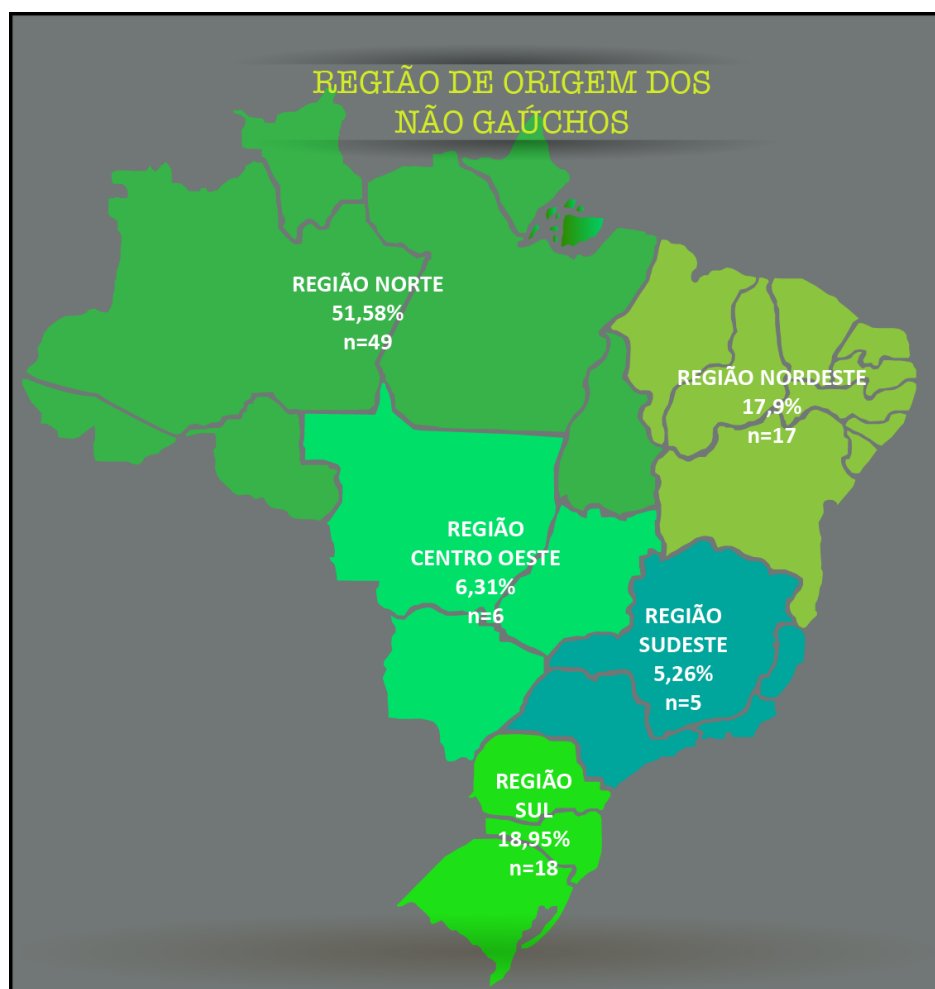 REGIÃO DE ORIGEM DOS
NÃO GAÚCHOS
REGIÃO NORTE
51,58%
n=49
REGIÃO NORDESTE
17,9%
n=17
REGIÃO
CENTRO OESTE
6,31%
n=6
REGIÃO
SUDESTE
5,26%
n=5
REGIÃO
SUL
18,95%
n=18